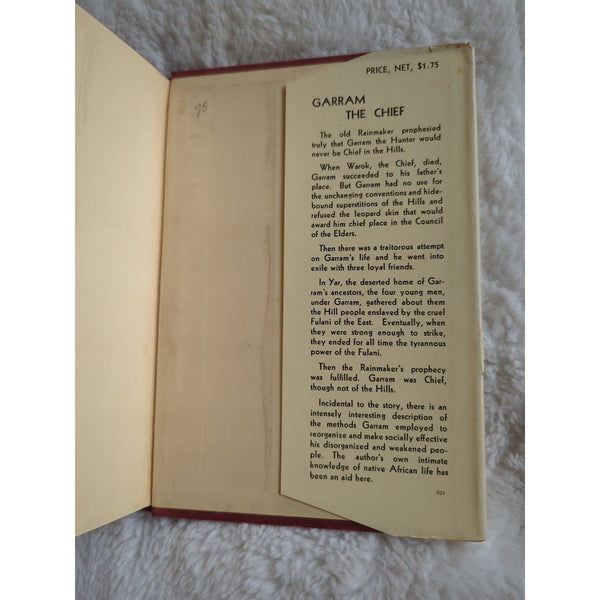 75
PRICE, NET, $1.75
GARRAM
THE CHIEF
The old Rainmaker prophesied
truly that Garram the Hunter would
never be Chief in the Hills.
When Warok, the Chief, died,
Garram succeeded to his father's
place. But Garram had no use for
the unchanging conventions and hide-
bound superstitions of the Hills and
refused the leopard skin that would
award him chief place in the Council
of the Elders.
Then there was a traitorous attempt
on Garram's life and he went into
exile with three loyal friends.
In Yar, the deserted home of Gar-
ram's ancestors, the four young men,
under Garram, gathered about them
the Hill people enslaved by the cruel
Fulani of the East. Eventually, when
they were strong enough to strike,
they ended for all time the tyrannous
power of the Fulani.
Then the Rainmaker's prophecy
was fulfilled. Garram was Chief,
though not of the Hills.
Incidental to the story, there is an
intensely interesting description of
the methods Garram employed to
reorganize and make socially effective
his disorganized and weakened peo-
ple. The author's own intimate
knowledge of native African life has
been an aid here.
292